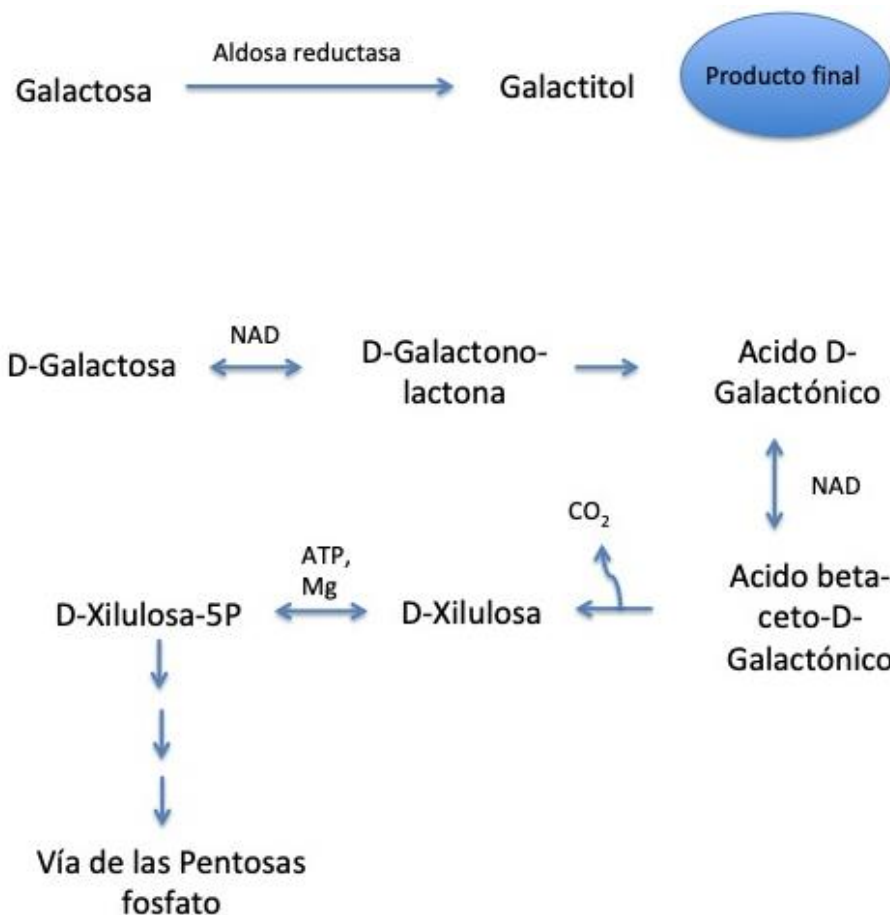 Aldosa reductasa
Galactosa
Galactitol
Producto final
NAD
D-Galactosa
D-Galactono-
lactona
Acido D-
Galactónico
NAD
CO2
ATP,
Mg
D-Xilulosa-5P
D-Xilulosa
Acido beta-
ceto-D-
Galactónico
Vía de las Pentosas
fosfato